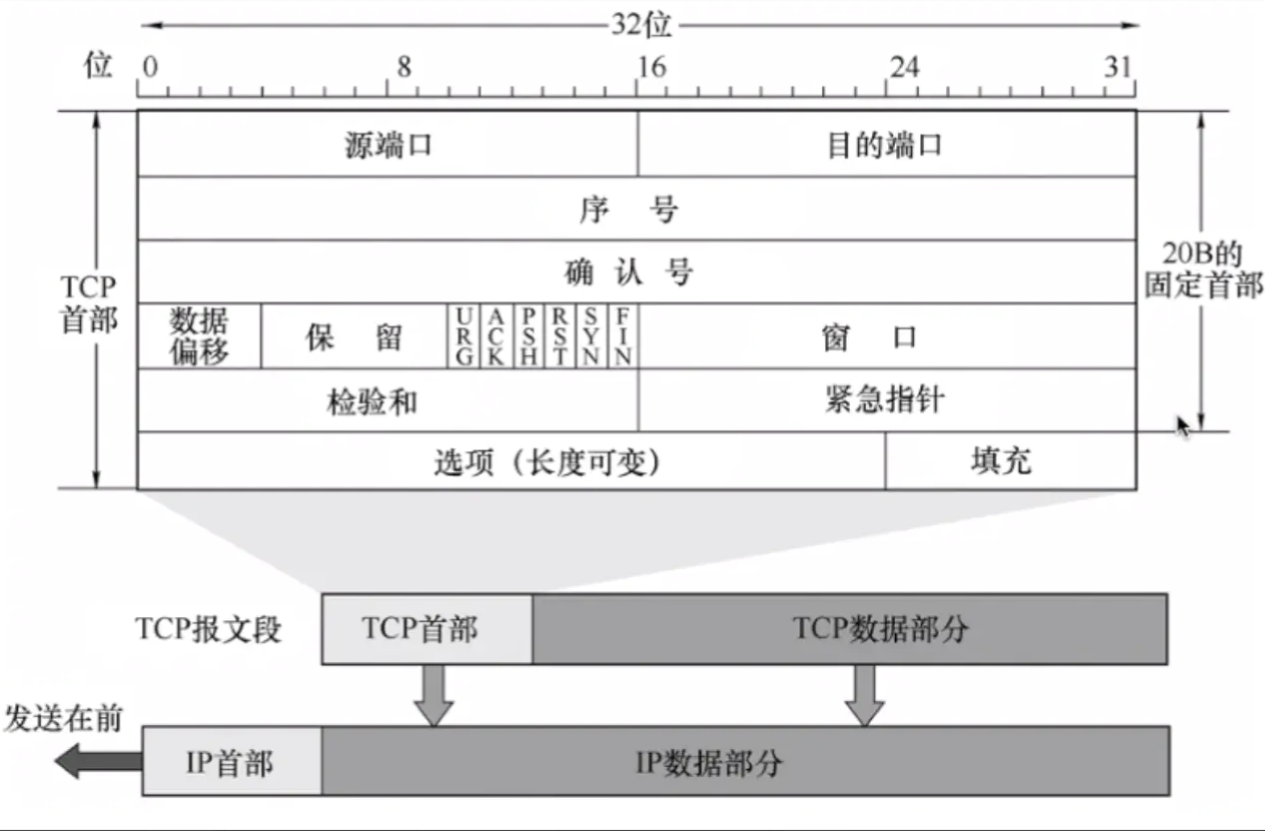 32位
位 0 8 16 24 31
源端口 目的端口
序 号
确 认 号
TCP
首部
20B的
固定首部
数据
偏移
保 留
URG
ACK
PSH
RST
SYN
FIN
窗 口
检验和 紧急指针
选项（长度可变） 填充
TCP报文段 TCP首部 TCP数据部分
发送在前
IP首部 IP数据部分